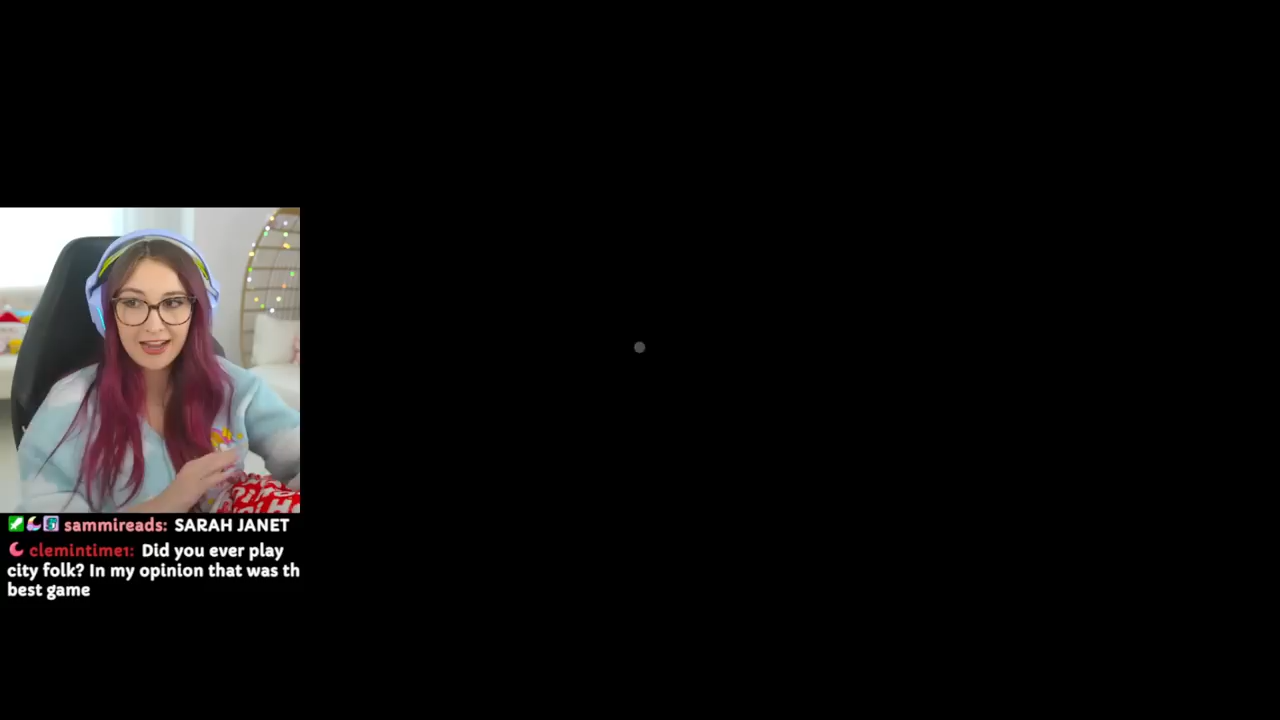 sammireads: SARAH JANET
clemintime1: Did you ever play
city folk? In my opinion that was th
best game